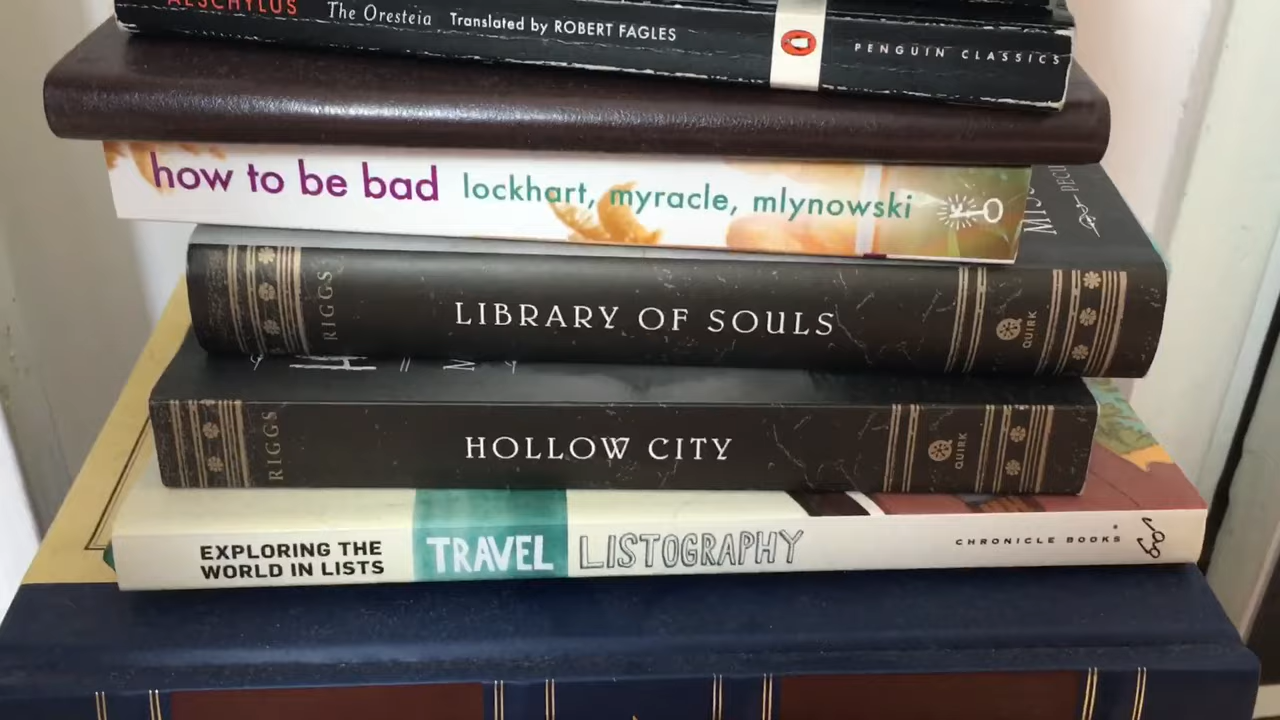 AESCHYLUS The Oresteia Translated by ROBERT FAGLES PENGUIN CLASSICS
how to be bad lockhart, myracle, mlynowski
RIGGS LIBRARY OF SOULS QUIRK
RIGGS HOLLOW CITY QUIRK
EXPLORING THE
WORLD IN LISTS
TRAVEL LISTOGRAPHY
CHRONICLE BOOKS